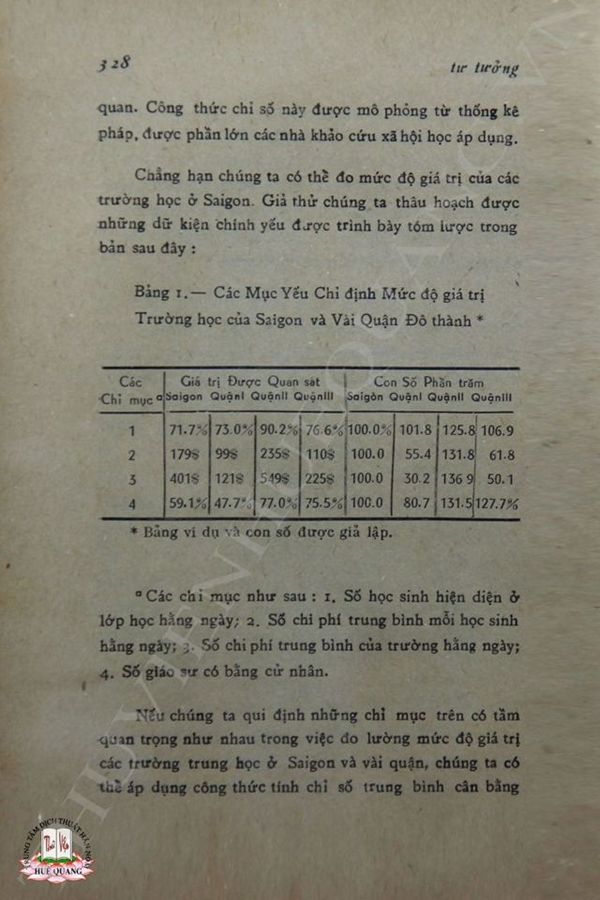 328 tư tưởng
quan. Công thức chỉ số này được mô phỏng từ thống kê
pháp, được phần lớn các nhà khảo cứu xã hội học áp dụng.
Chẳng hạn chúng ta có thể đo mức độ giá trị của các
trường học ở Saigon. Giả thử chúng ta thâu hoạch được
những dữ kiện chính yếu được trình bày tóm lược trong
bản sau đây :
Bảng 1.— Các Mục Yếu Chỉ định Mức độ giá trị
Trường học của Saigon và Vài Quận Đô thành *
Các Giá trị Được Quan sát Con Số Phần trăm
Chỉ mục ᵃ Saigon QuậnI QuậnII QuậnIII Saigòn QuậnI QuậnII QuậnIII
1 71.7% 73.0% 90.2% 76.6% 100.0% 101.8 125.8 106.9
2 179$ 99$ 235$ 110$ 100.0 55.4 131.8 61.8
3 401$ 121$ 549$ 225$ 100.0 30.2 136 9 50.1
4 59.1% 47.7% 77.0% 75.5% 100.0 80.7 131.5 127.7%
* Bảng ví dụ và con số được giả lập.
ᵃ Các chỉ mục như sau : 1. Số học sinh hiện diện ở
lớp học hằng ngày; 2. Số chi phí trung bình mỗi học sinh
hằng ngày; 3. Số chi phí trung bình của trường hằng ngày;
4. Số giáo sư có bằng cử nhân.
Nếu chúng ta qui định những chỉ mục trên có tầm
quan trọng như nhau trong việc đo lường mức độ giá trị
các trường trung học ở Saigon và vài quận, chúng ta có
thể áp dụng công thức tính chỉ số trung bình cân bằng
TRUNG TÂM DỊCH THUẬT HÁN NÔM
HUỆ QUANG